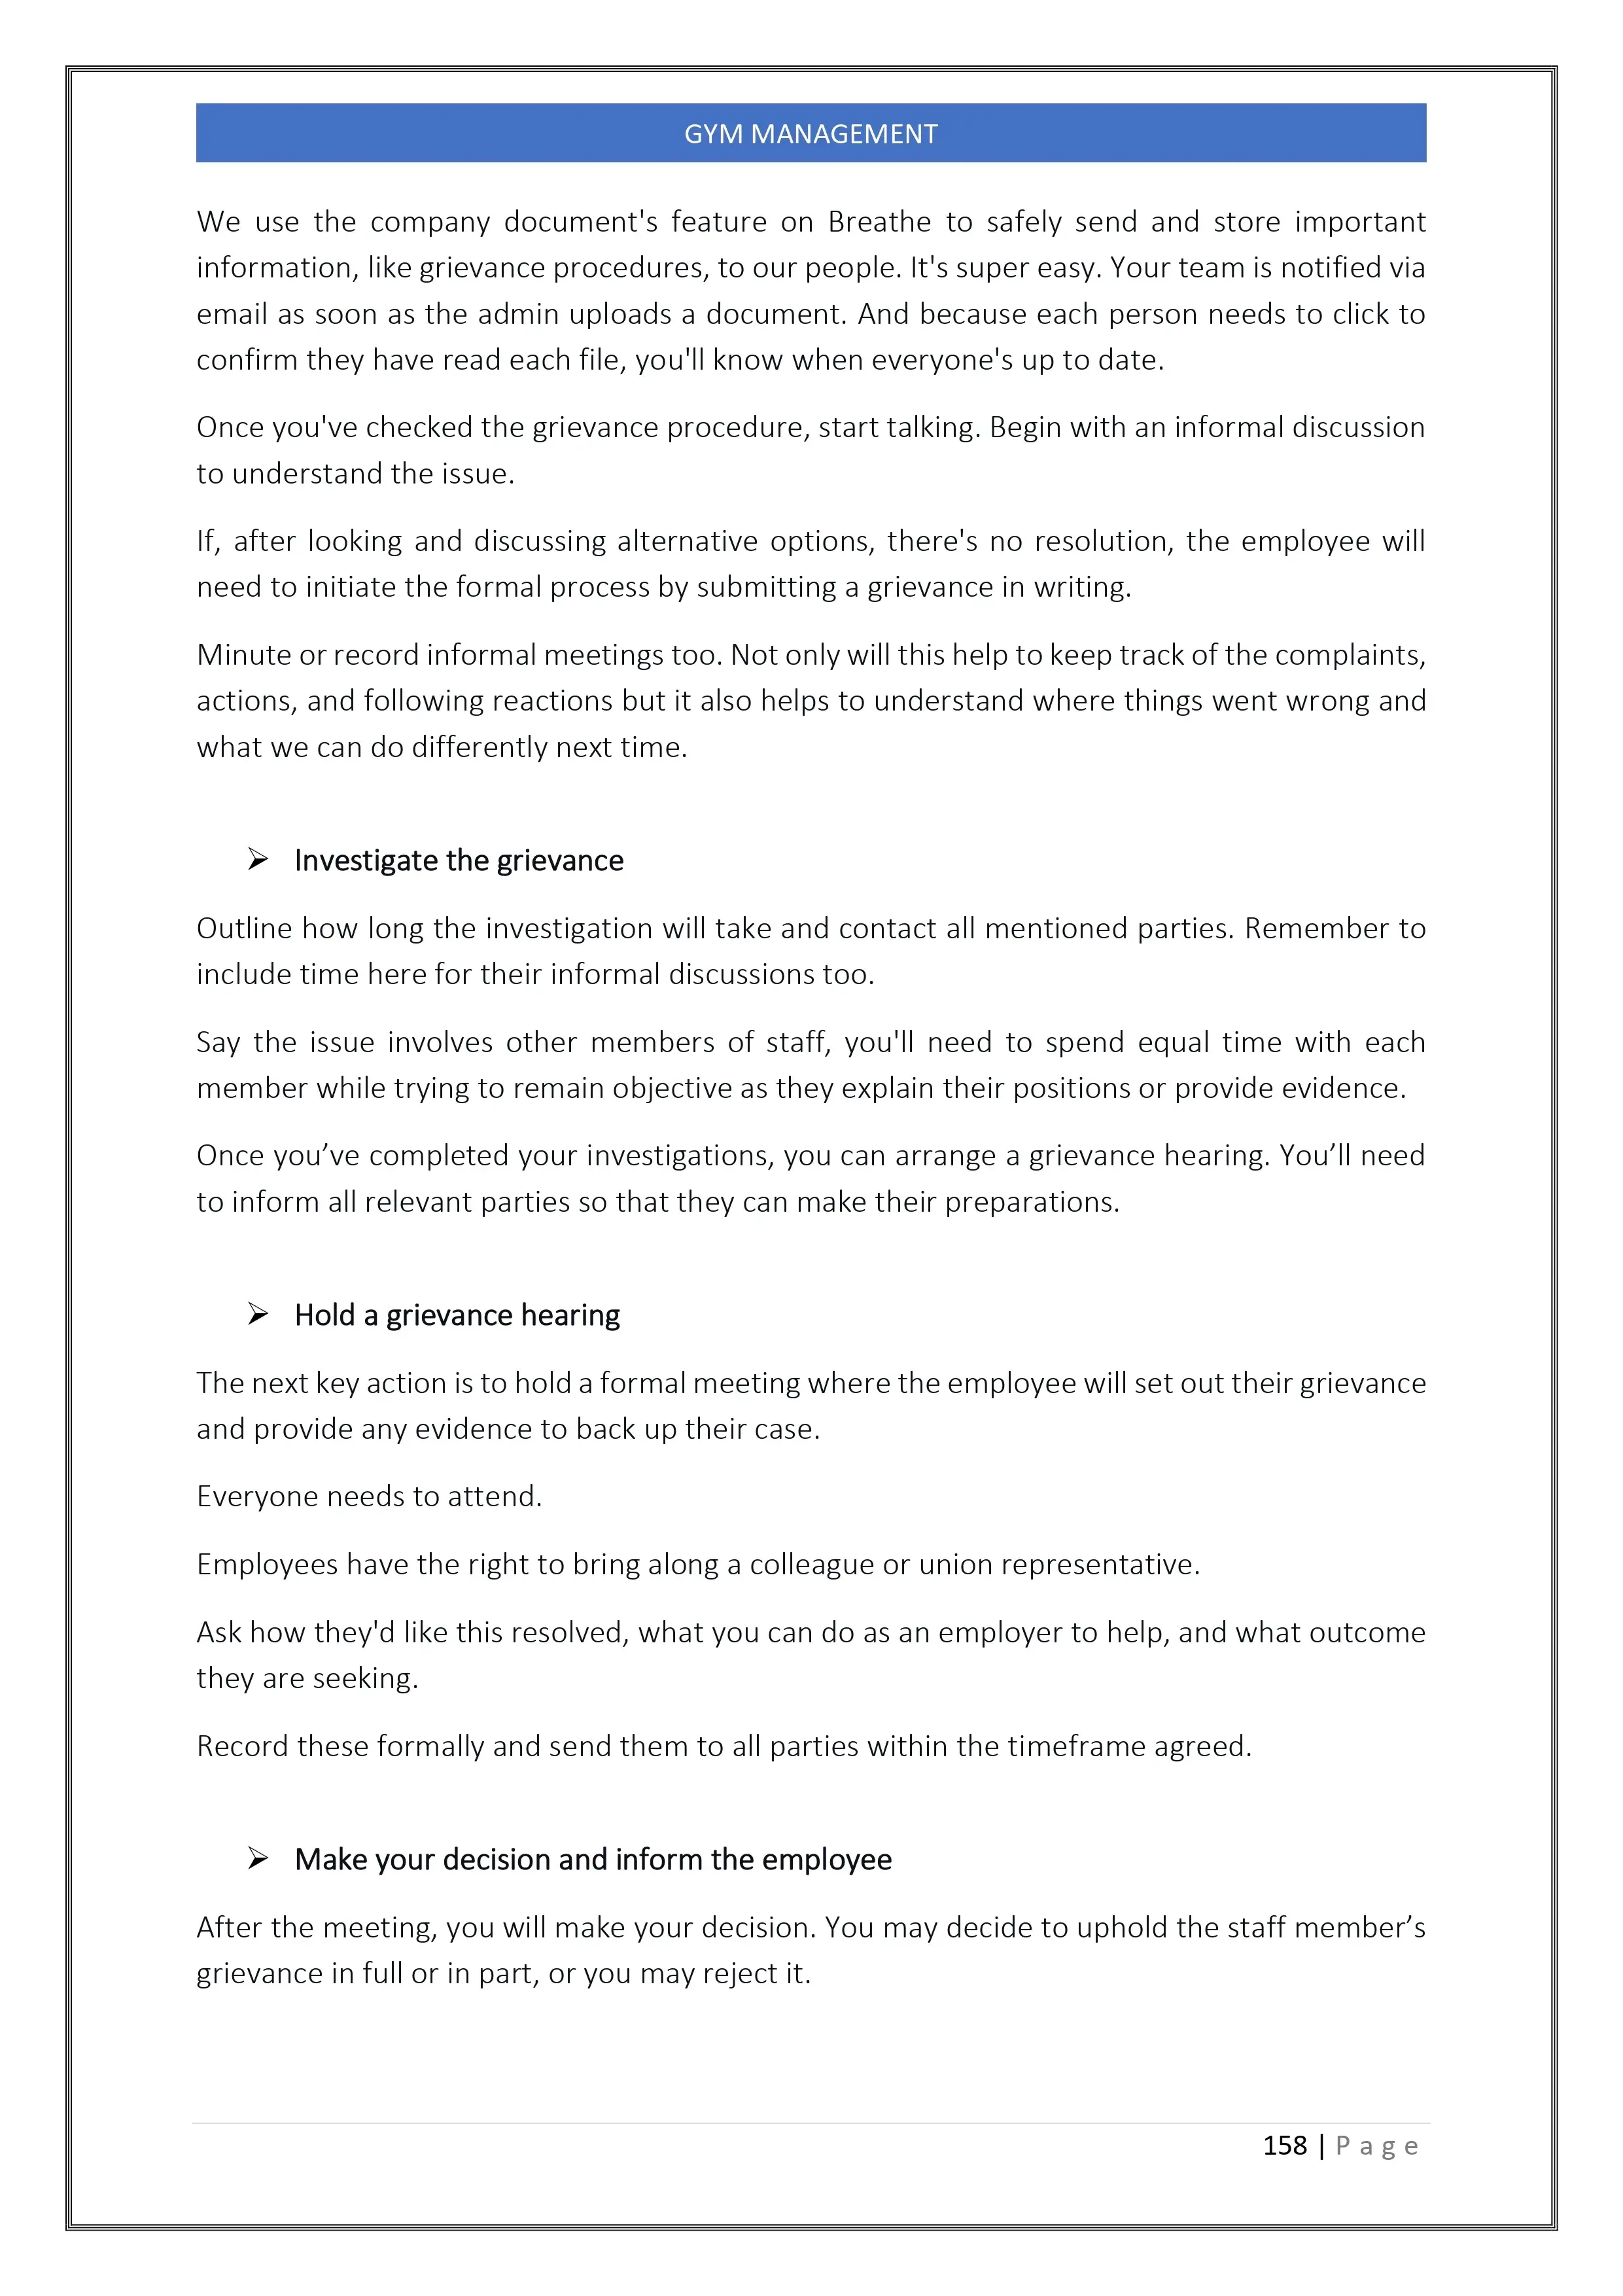 GYM MANAGEMENT
We use the company document's feature on Breathe to safely send and store important
information, like grievance procedures, to our people. It's super easy. Your team is notified via
email as soon as the admin uploads a document. And because each person needs to click to
confirm they have read each file, you'll know when everyone's up to date.
Once you've checked the grievance procedure, start talking. Begin with an informal discussion
to understand the issue.
If, after looking and discussing alternative options, there's no resolution, the employee will
need to initiate the formal process by submitting a grievance in writing.
Minute or record informal meetings too. Not only will this help to keep track of the complaints,
actions, and following reactions but it also helps to understand where things went wrong and
what we can do differently next time.
➢ Investigate the grievance
Outline how long the investigation will take and contact all mentioned parties. Remember to
include time here for their informal discussions too.
Say the issue involves other members of staff, you'll need to spend equal time with each
member while trying to remain objective as they explain their positions or provide evidence.
Once you’ve completed your investigations, you can arrange a grievance hearing. You’ll need
to inform all relevant parties so that they can make their preparations.
➢ Hold a grievance hearing
The next key action is to hold a formal meeting where the employee will set out their grievance
and provide any evidence to back up their case.
Everyone needs to attend.
Employees have the right to bring along a colleague or union representative.
Ask how they'd like this resolved, what you can do as an employer to help, and what outcome
they are seeking.
Record these formally and send them to all parties within the timeframe agreed.
➢ Make your decision and inform the employee
After the meeting, you will make your decision. You may decide to uphold the staff member’s
grievance in full or in part, or you may reject it.
158 | Page